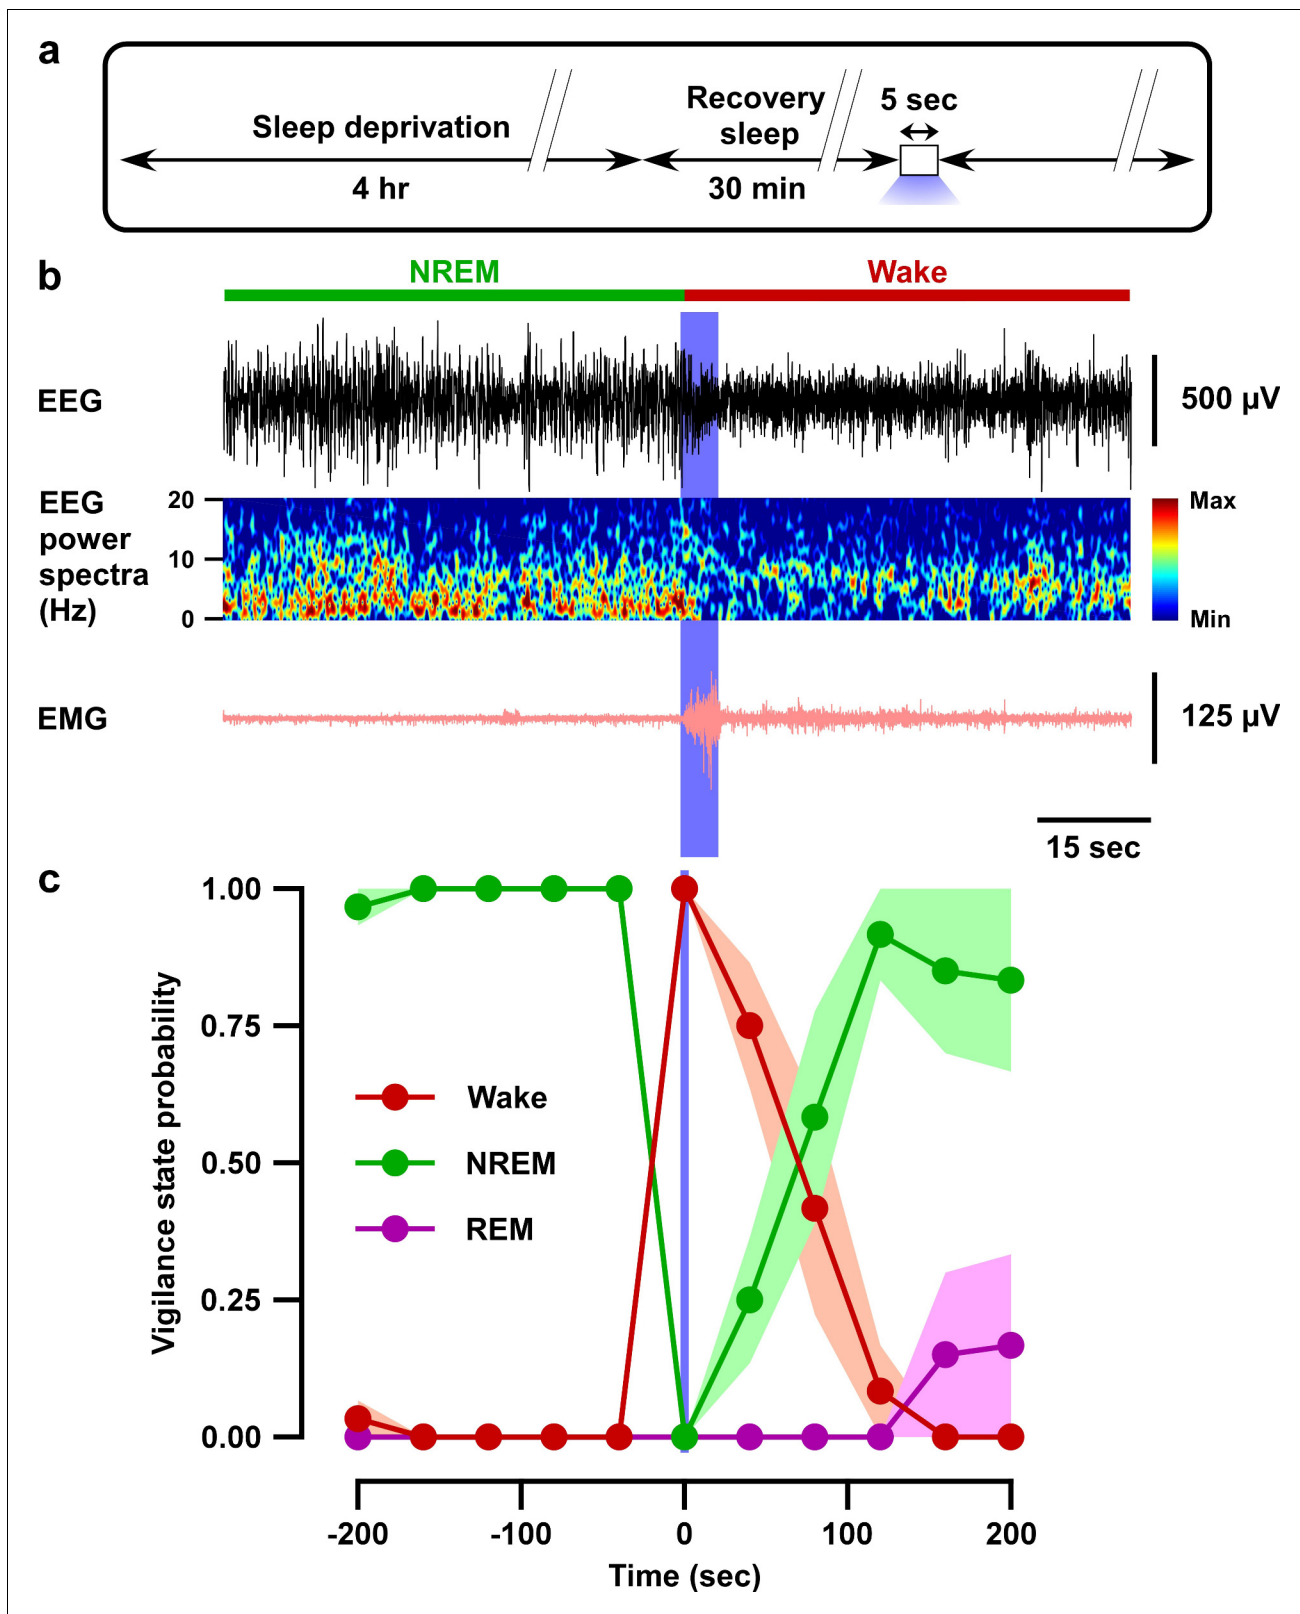 a
Sleep deprivation
4 hr
Recovery
sleep
30 min
5 sec
b
NREM
Wake
EEG
500 µV
EEG
power
spectra
(Hz)
20
10
0
Max
Min
EMG
125 µV
15 sec
c
Vigilance state probability
1.00
0.75
0.50
0.25
0.00
Wake
NREM
REM
-200
-100
0
100
200
Time (sec)